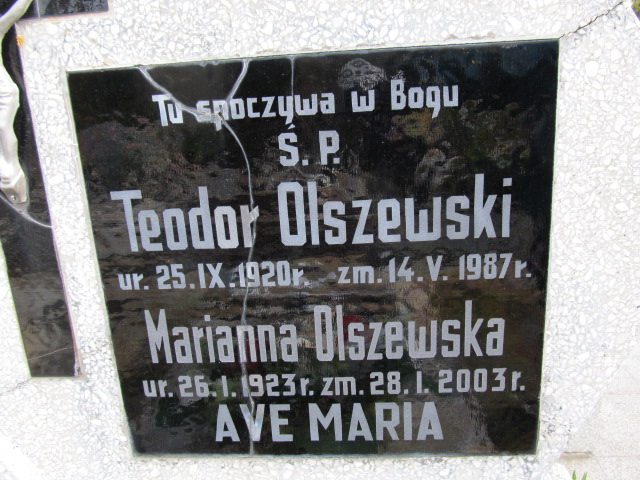 Tu spoczywa w Bogu
Ś. P.
Teodor Olszewski
ur. 25. IX. 1920r. zm. 14. V. 1987r.
Marianna Olszewska
ur. 26. I. 1923r. zm. 28. I. 2003r.
AVE MARIA